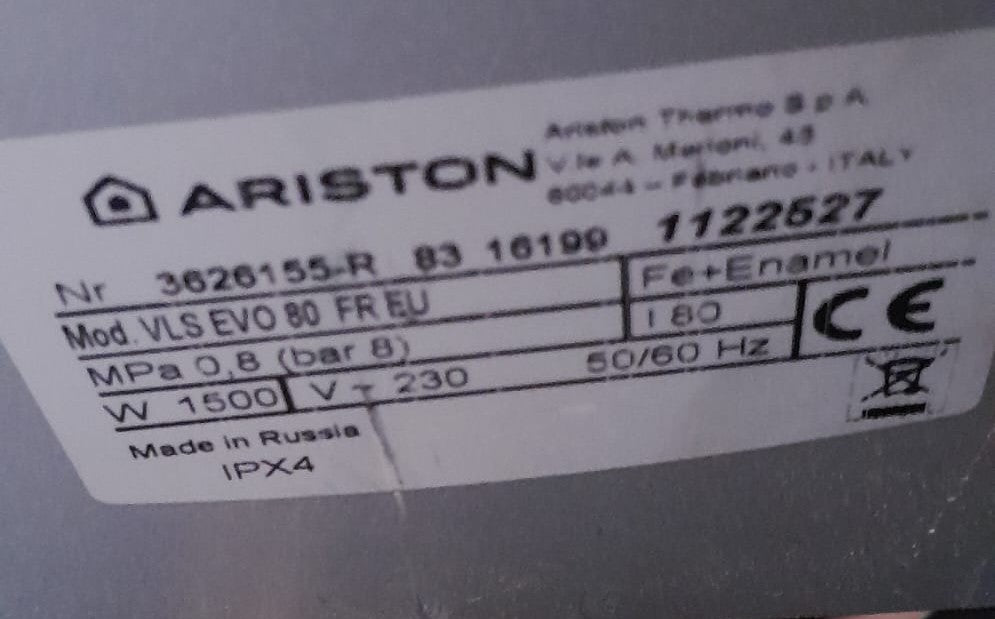 ARISTON
Ariston Thermo S.p.A.
V.le A. Merloni, 45
60044 - Fabriano - ITALY
Nr 3626155-R 83 16199 1122527
Mod. VLS EVO 80 FR EU
Fe+Enamel
MPa 0,8 (bar 8)
l 80
W 1500 V ~ 230 50/60 Hz
CE
Made in Russia
IPX4